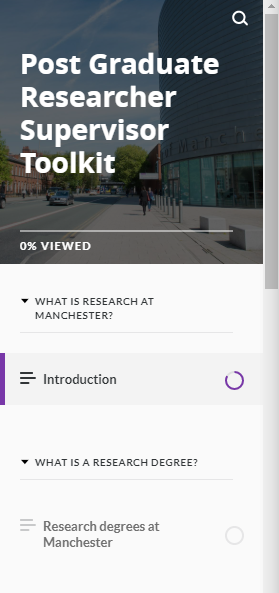 Post Graduate
Researcher
Supervisor
Toolkit
0% VIEWED
WHAT IS RESEARCH AT
MANCHESTER?
Introduction
WHAT IS A RESEARCH DEGREE?
Research degrees at
Manchester